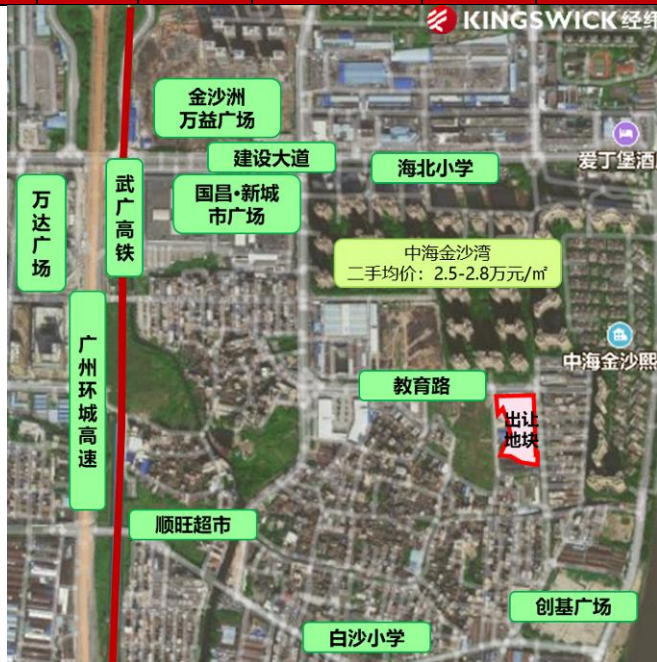 KINGSWICK 经纬
金沙洲
万益广场
建设大道
海北小学
爱丁堡酒
万达广场
武广高铁
国昌·新城
市广场
中海金沙湾
二手均价：2.5-2.8万元/㎡
广州环城高速
中海金沙熙
教育路
出让
地块
顺旺超市
创基广场
白沙小学